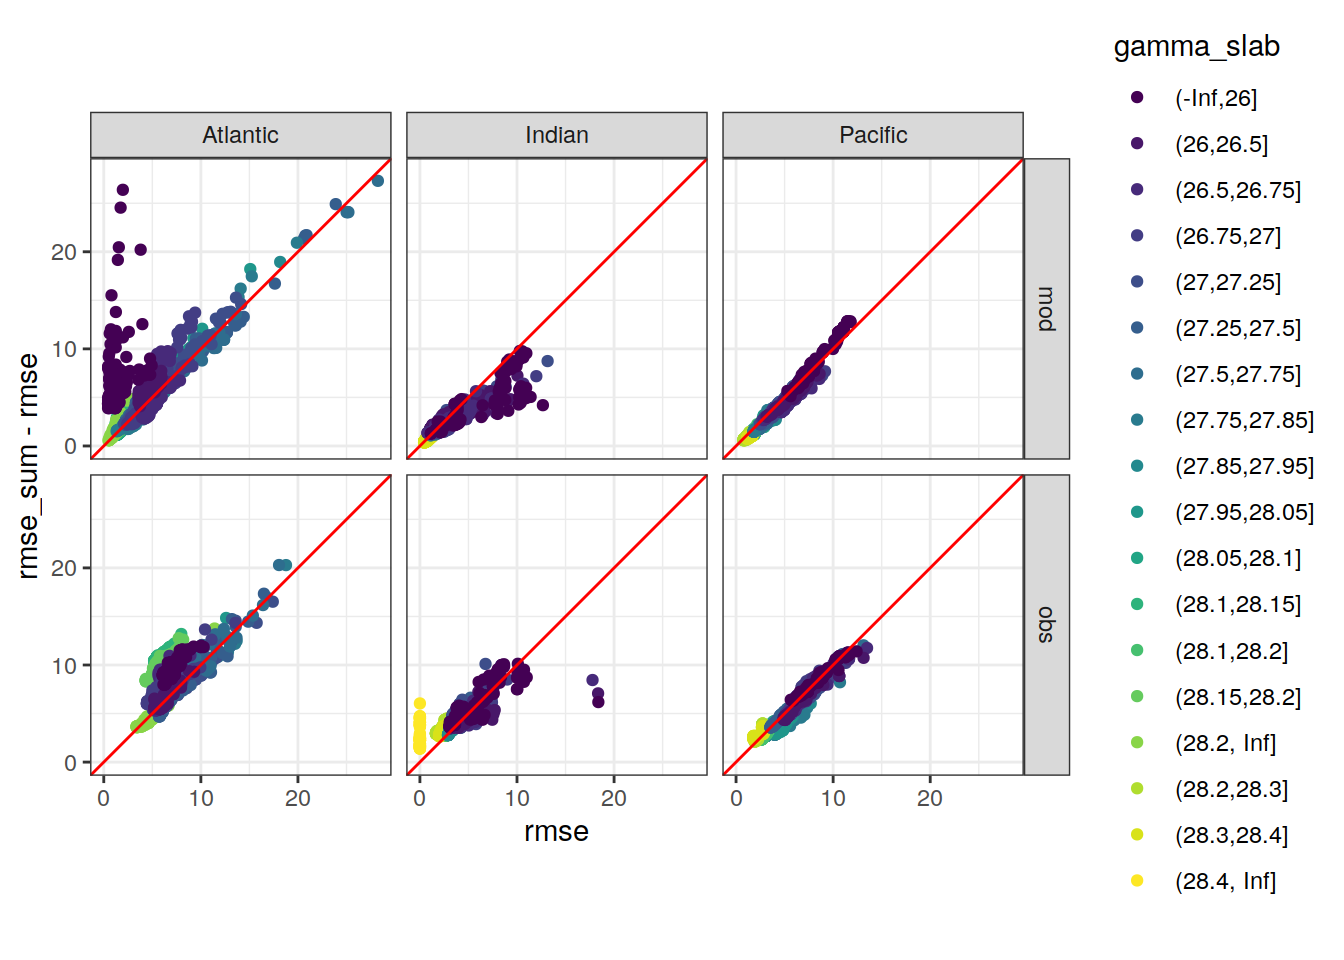 gamma_slab
(-Inf,26]
(26,26.5]
(26.5,26.75]
(26.75,27]
(27,27.25]
(27.25,27.5]
(27.5,27.75]
(27.75,27.85]
(27.85,27.95]
(27.95,28.05]
(28.05,28.1]
(28.1,28.15]
(28.1,28.2]
(28.15,28.2]
(28.2, Inf]
(28.2,28.3]
(28.3,28.4]
(28.4, Inf]
Atlantic Indian Pacific
mod
obs
rmse_sum - rmse
20
10
0
20
10
0
0 10 20 0 10 20 0 10 20
rmse